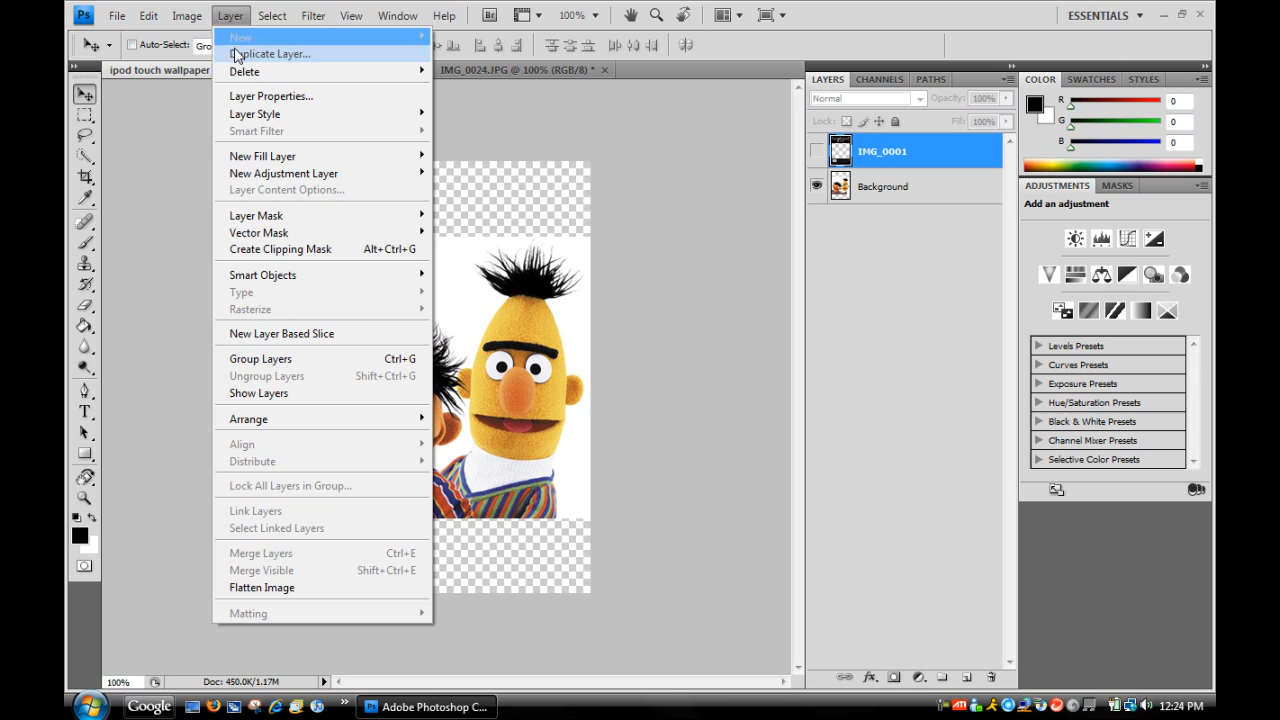 Ps File Edit Image Layer Select Filter View Window Help Br 100% ESSENTIALS
Auto-Select:
ipod touch wallpaper
IMG_0024.JPG @ 100% (RGB/8) *
New
Duplicate Layer...
Delete
Layer Properties...
Layer Style
Smart Filter
New Fill Layer
New Adjustment Layer
Layer Content Options...
Layer Mask
Vector Mask
Create Clipping Mask Alt+Ctrl+G
Smart Objects
Type
Rasterize
New Layer Based Slice
Group Layers Ctrl+G
Ungroup Layers Shift+Ctrl+G
Show Layers
Arrange
Align
Distribute
Lock All Layers in Group...
Link Layers
Select Linked Layers
Merge Layers Ctrl+E
Merge Visible Shift+Ctrl+E
Flatten Image
Matting
LAYERS CHANNELS PATHS
Normal Opacity: 100%
Lock: Fill: 100%
IMG_0001
Background
COLOR SWATCHES STYLES
R 0
G 0
B 0
ADJUSTMENTS MASKS
Add an adjustment
Levels Presets
Curves Presets
Exposure Presets
Hue/Saturation Presets
Black & White Presets
Channel Mixer Presets
Selective Color Presets
100% Doc: 450.0K/1.17M
Google
Ps Adobe Photoshop C...
ATI
12:24 PM